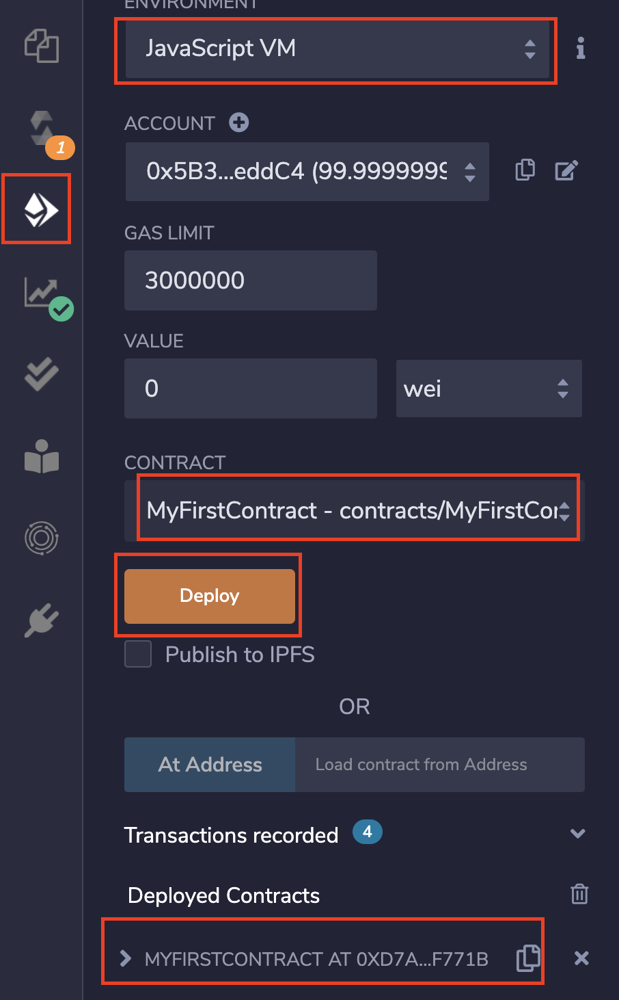 ENVIRONMENT
JavaScript VM
ACCOUNT
1
0x5B3...eddC4 (99.9999999
GAS LIMIT
3000000
VALUE
0
wei
CONTRACT
MyFirstContract - contracts/MyFirstCor
Deploy
Publish to IPFS
OR
At Address
Load contract from Address
Transactions recorded 4
Deployed Contracts
MYFIRSTCONTRACT AT 0XD7A...F771B